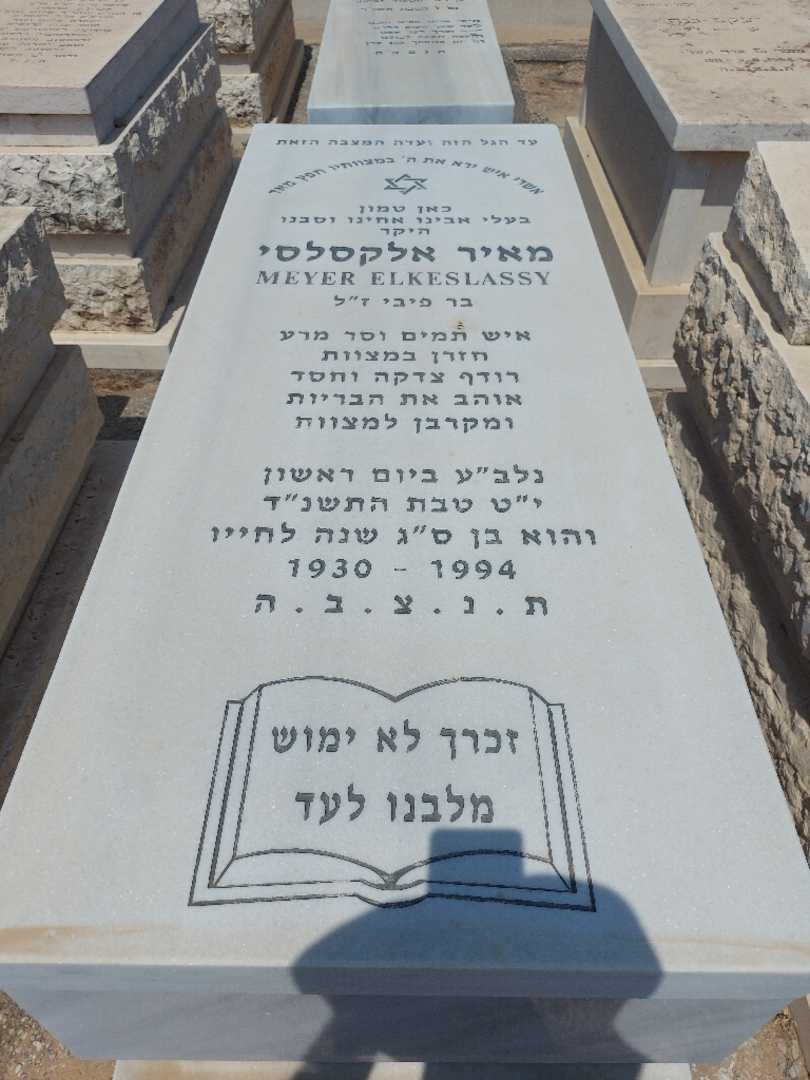 עד הגל הזה ועדה המצבה הזאת
אשרי איש ירא את ה' במצוותיו חפץ מאד
כאן טמון
בעלי אבינו אחינו וסבנו
היקר
מאיר אלקסלסי
MEYER ELKESLASSY
בר פיבי ז"ל
איש תמים וסר מרע
חזרן במצוות
רודף צדקה וחסד
אוהב את הבריות
ומקרבן למצוות
נלב"ע ביום ראשון
י"ט טבת התשנ"ד
והוא בן ס"ג שנה לחייו
1930 - 1994
ת . נ . צ . ב . ה
זכרך לא ימוש
מלבנו לעד